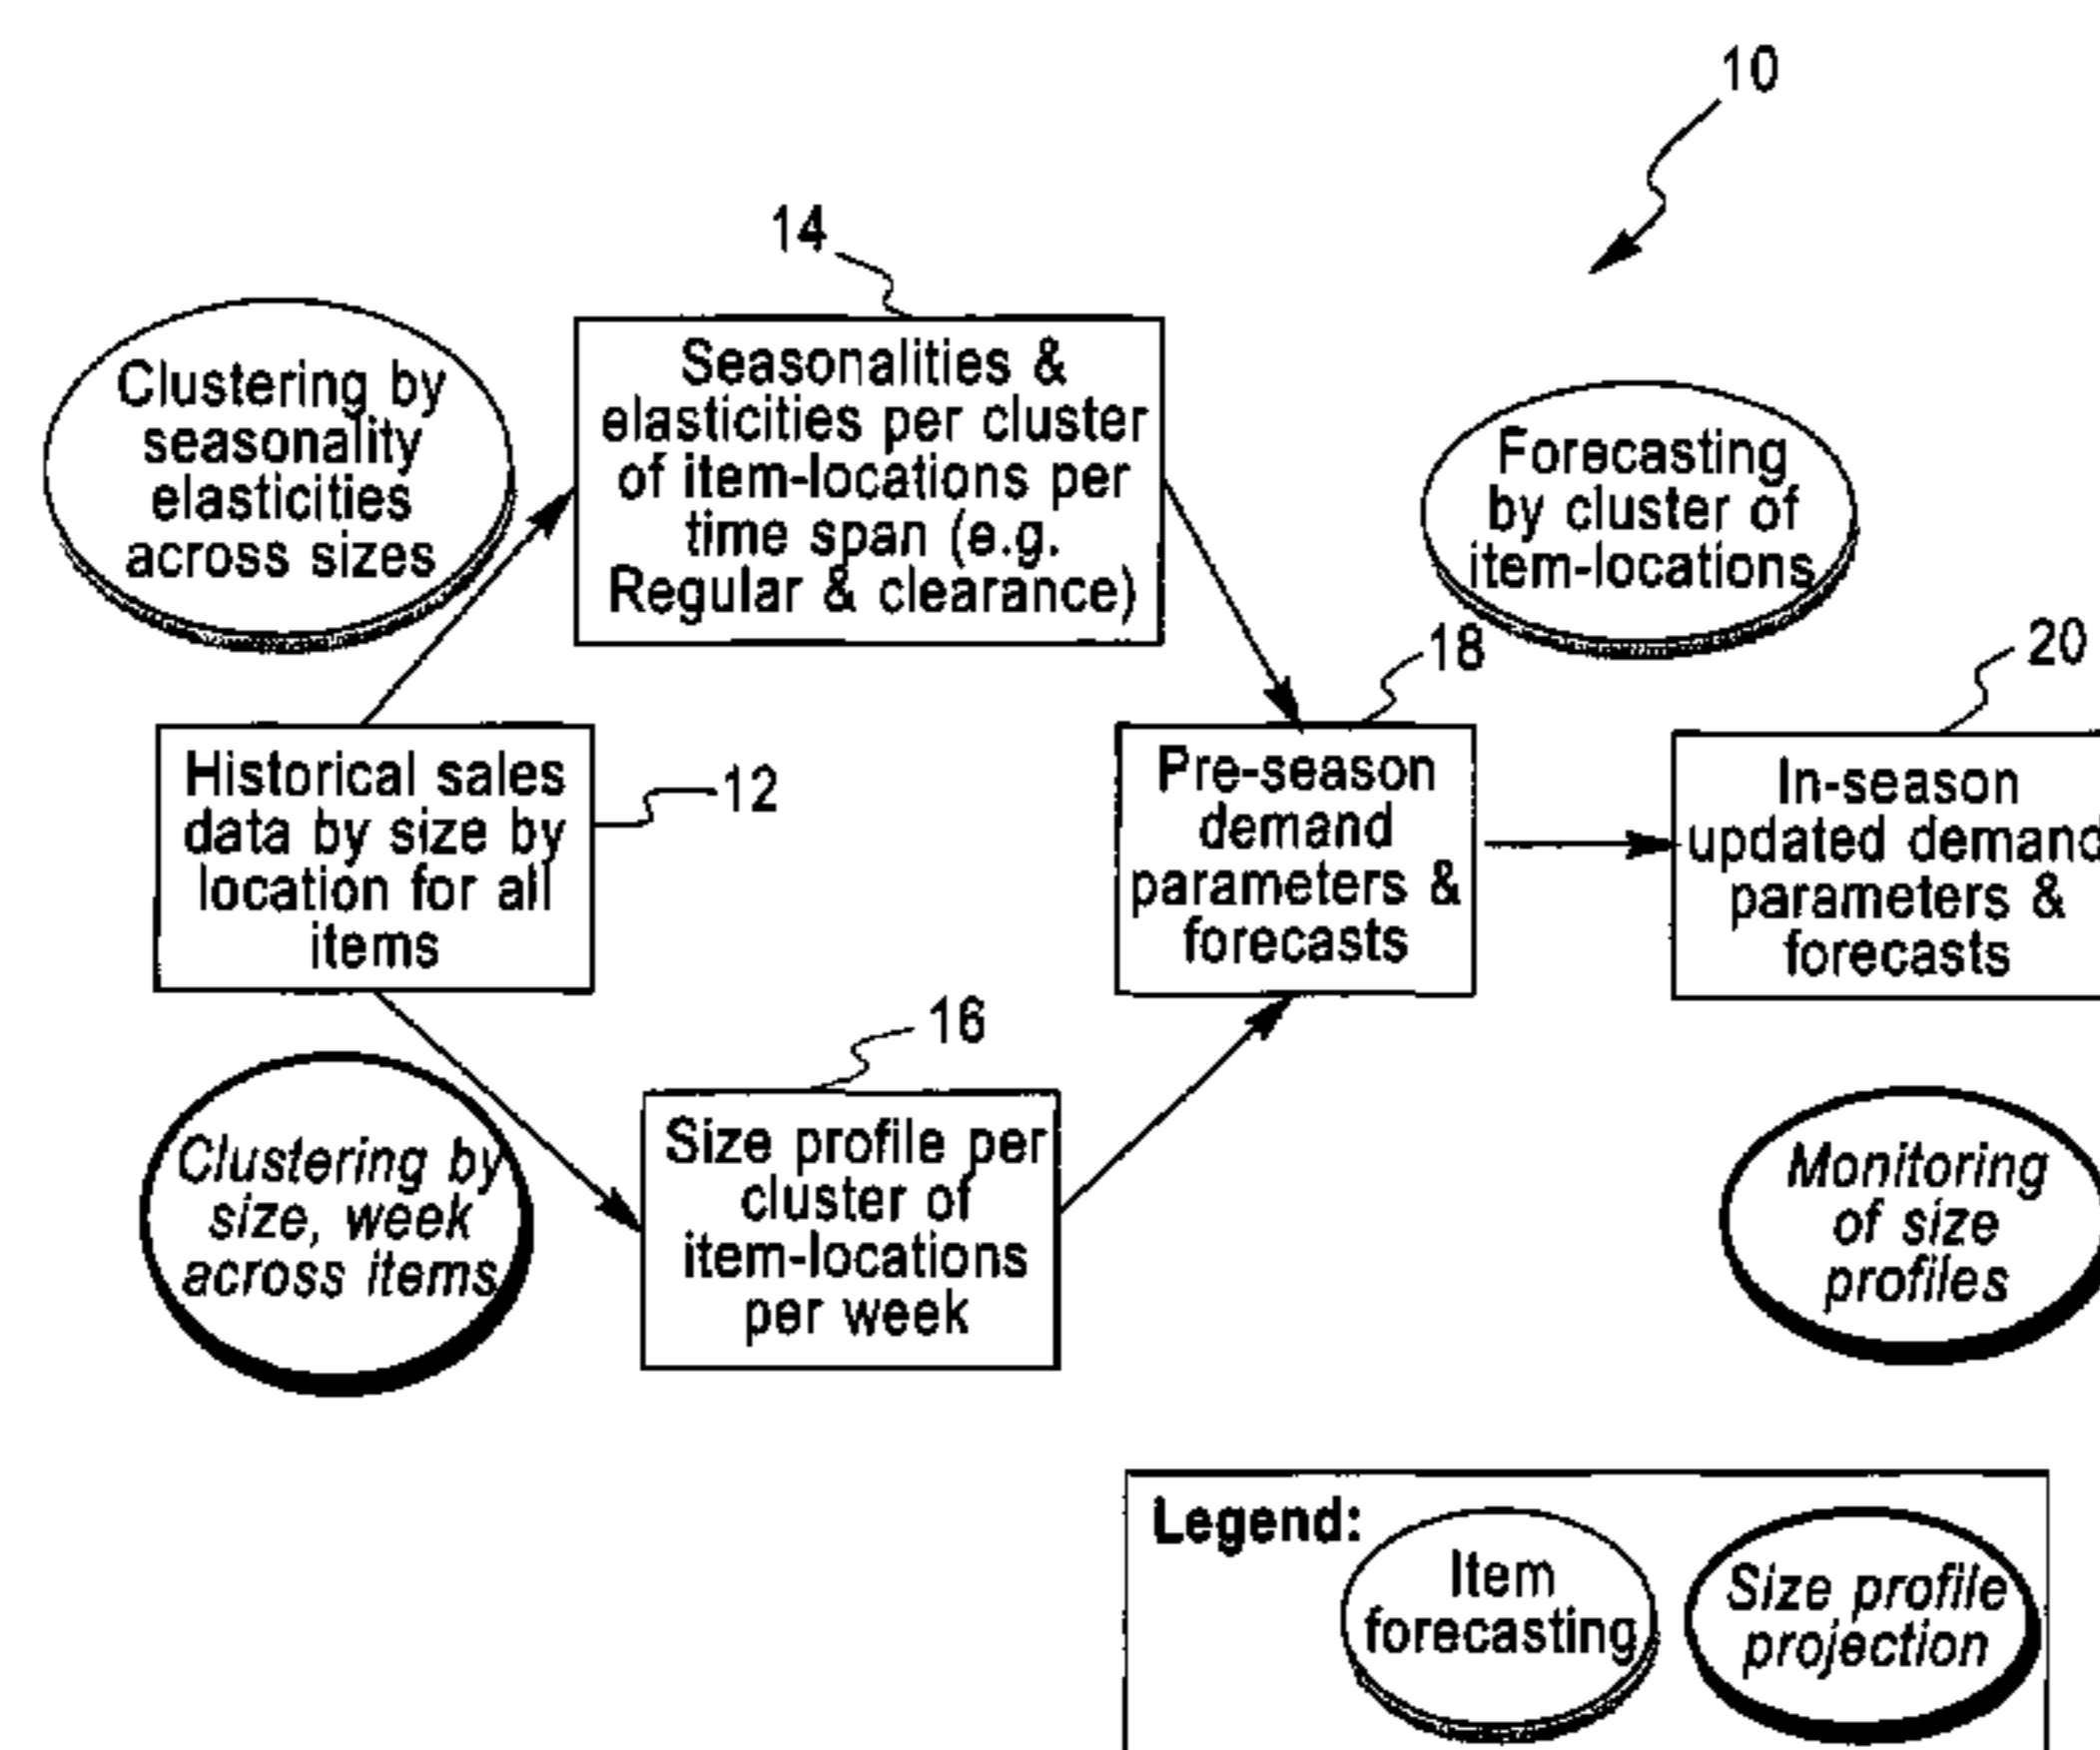 10
14
Clustering by
seasonality
elasticities
across sizes
Seasonalities &
elasticities per cluster
of item-locations per
time span (e.g.
Regular & clearance)
Forecasting
by cluster of
item-locations
18
20
Historical sales
data by size by
location for all
items
12
Pre-season
demand
parameters &
forecasts
In-season
updated demand
parameters &
forecasts
16
Clustering by
size, week
across items
Size profile per
cluster of
item-locations
per week
Monitoring
of size
profiles
Legend:
Item
forecasting
Size profile
projection